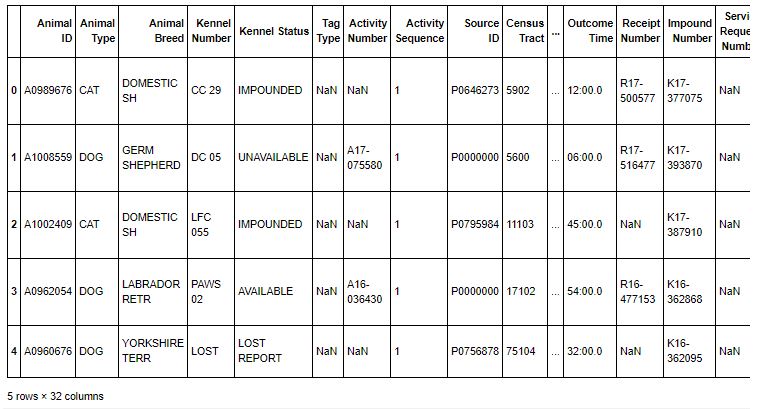 Animal ID Animal Type Animal Breed Kennel Number Kennel Status Tag Type Activity Number Activity Sequence Source ID Census Tract ... Outcome Time Receipt Number Impound Number Servi Reque Numb
0 A0989676 CAT DOMESTIC SH CC 29 IMPOUNDED NaN NaN 1 P0646273 5902 ... 12:00.0 R17-500577 K17-377075 NaN
1 A1008559 DOG GERM SHEPHERD DC 05 UNAVAILABLE NaN A17-075580 1 P0000000 5600 ... 06:00.0 R17-516477 K17-393870 NaN
2 A1002409 CAT DOMESTIC SH LFC 055 IMPOUNDED NaN NaN 1 P0795984 11103 ... 45:00.0 NaN K17-387910 NaN
3 A0962054 DOG LABRADOR RETR PAWS 02 AVAILABLE NaN A16-036430 1 P0000000 17102 ... 54:00.0 R16-477153 K16-362868 NaN
4 A0960676 DOG YORKSHIRE TERR LOST LOST REPORT NaN NaN 1 P0756878 75104 ... 32:00.0 NaN K16-362095 NaN
5 rows × 32 columns